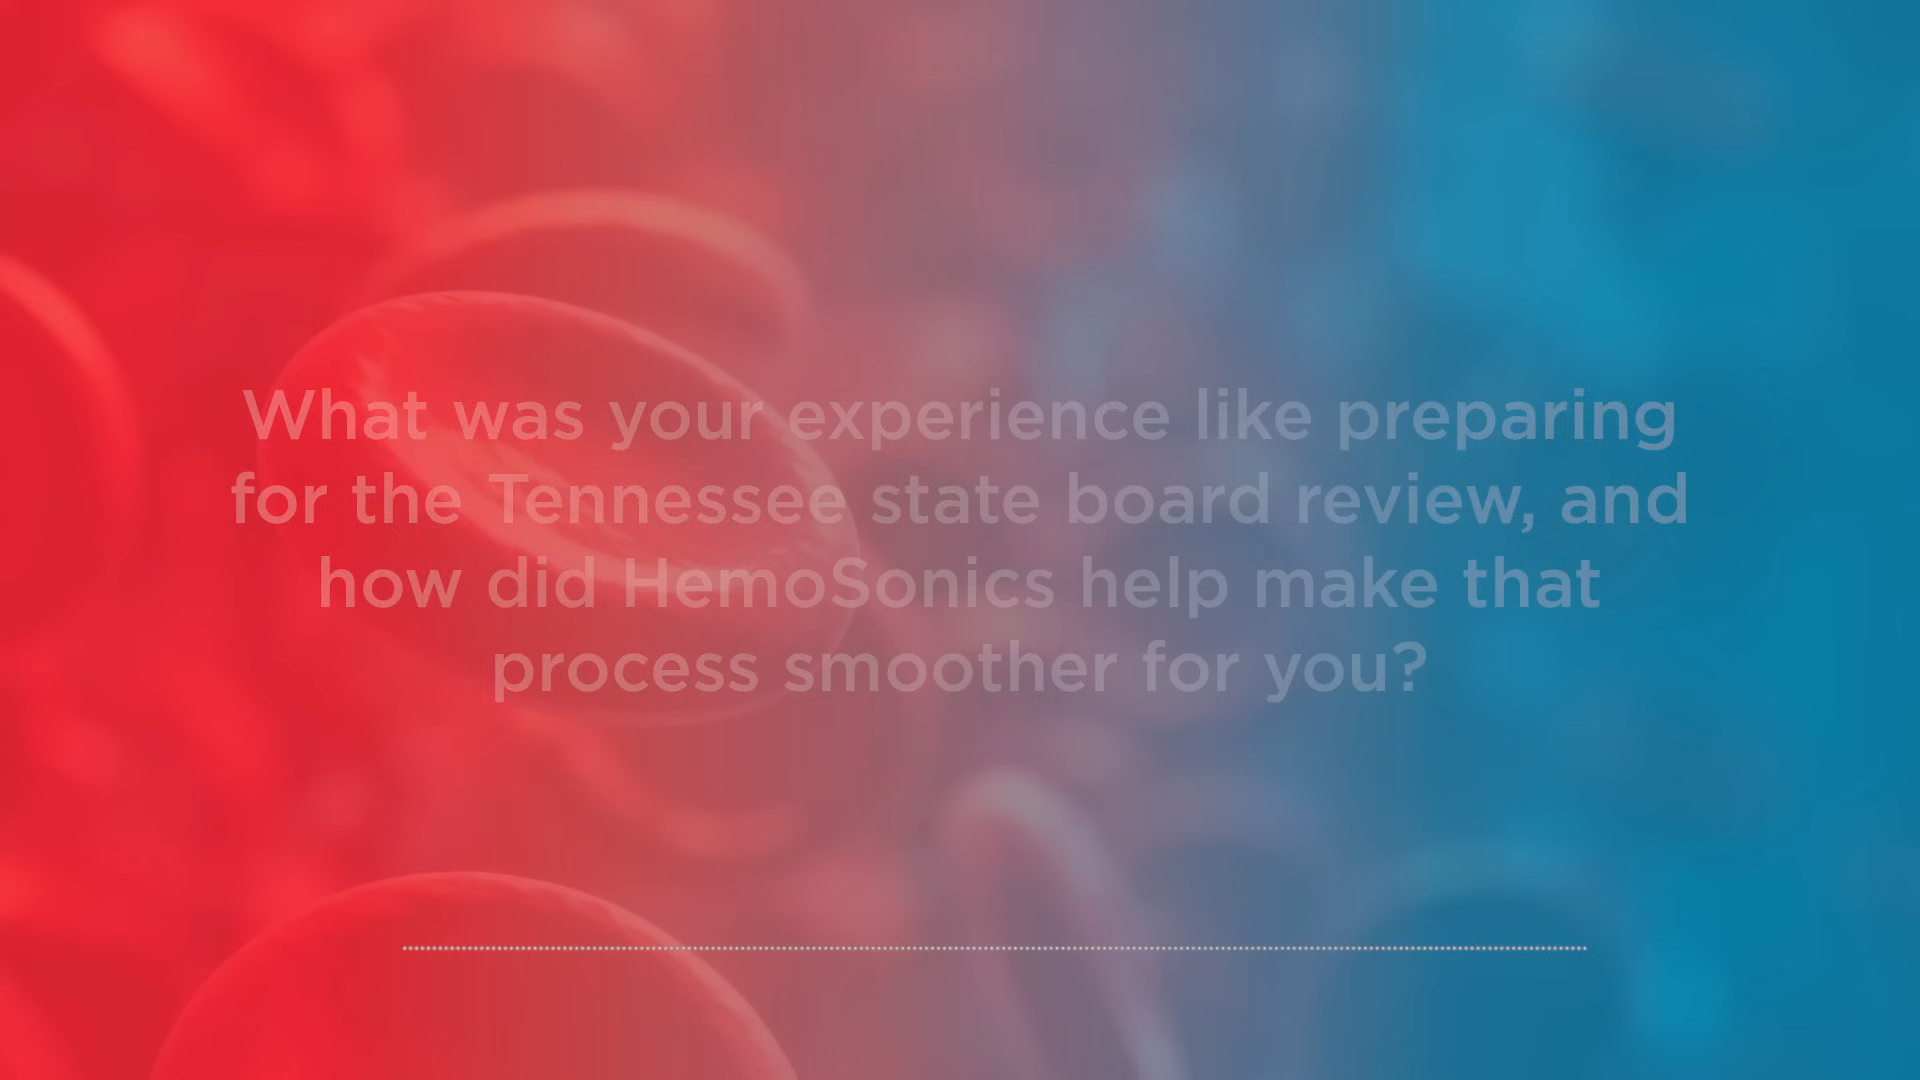 What was your experience like preparing
for the Tennessee state board review, and
how did HemoSonics help make that
process smoother for you?